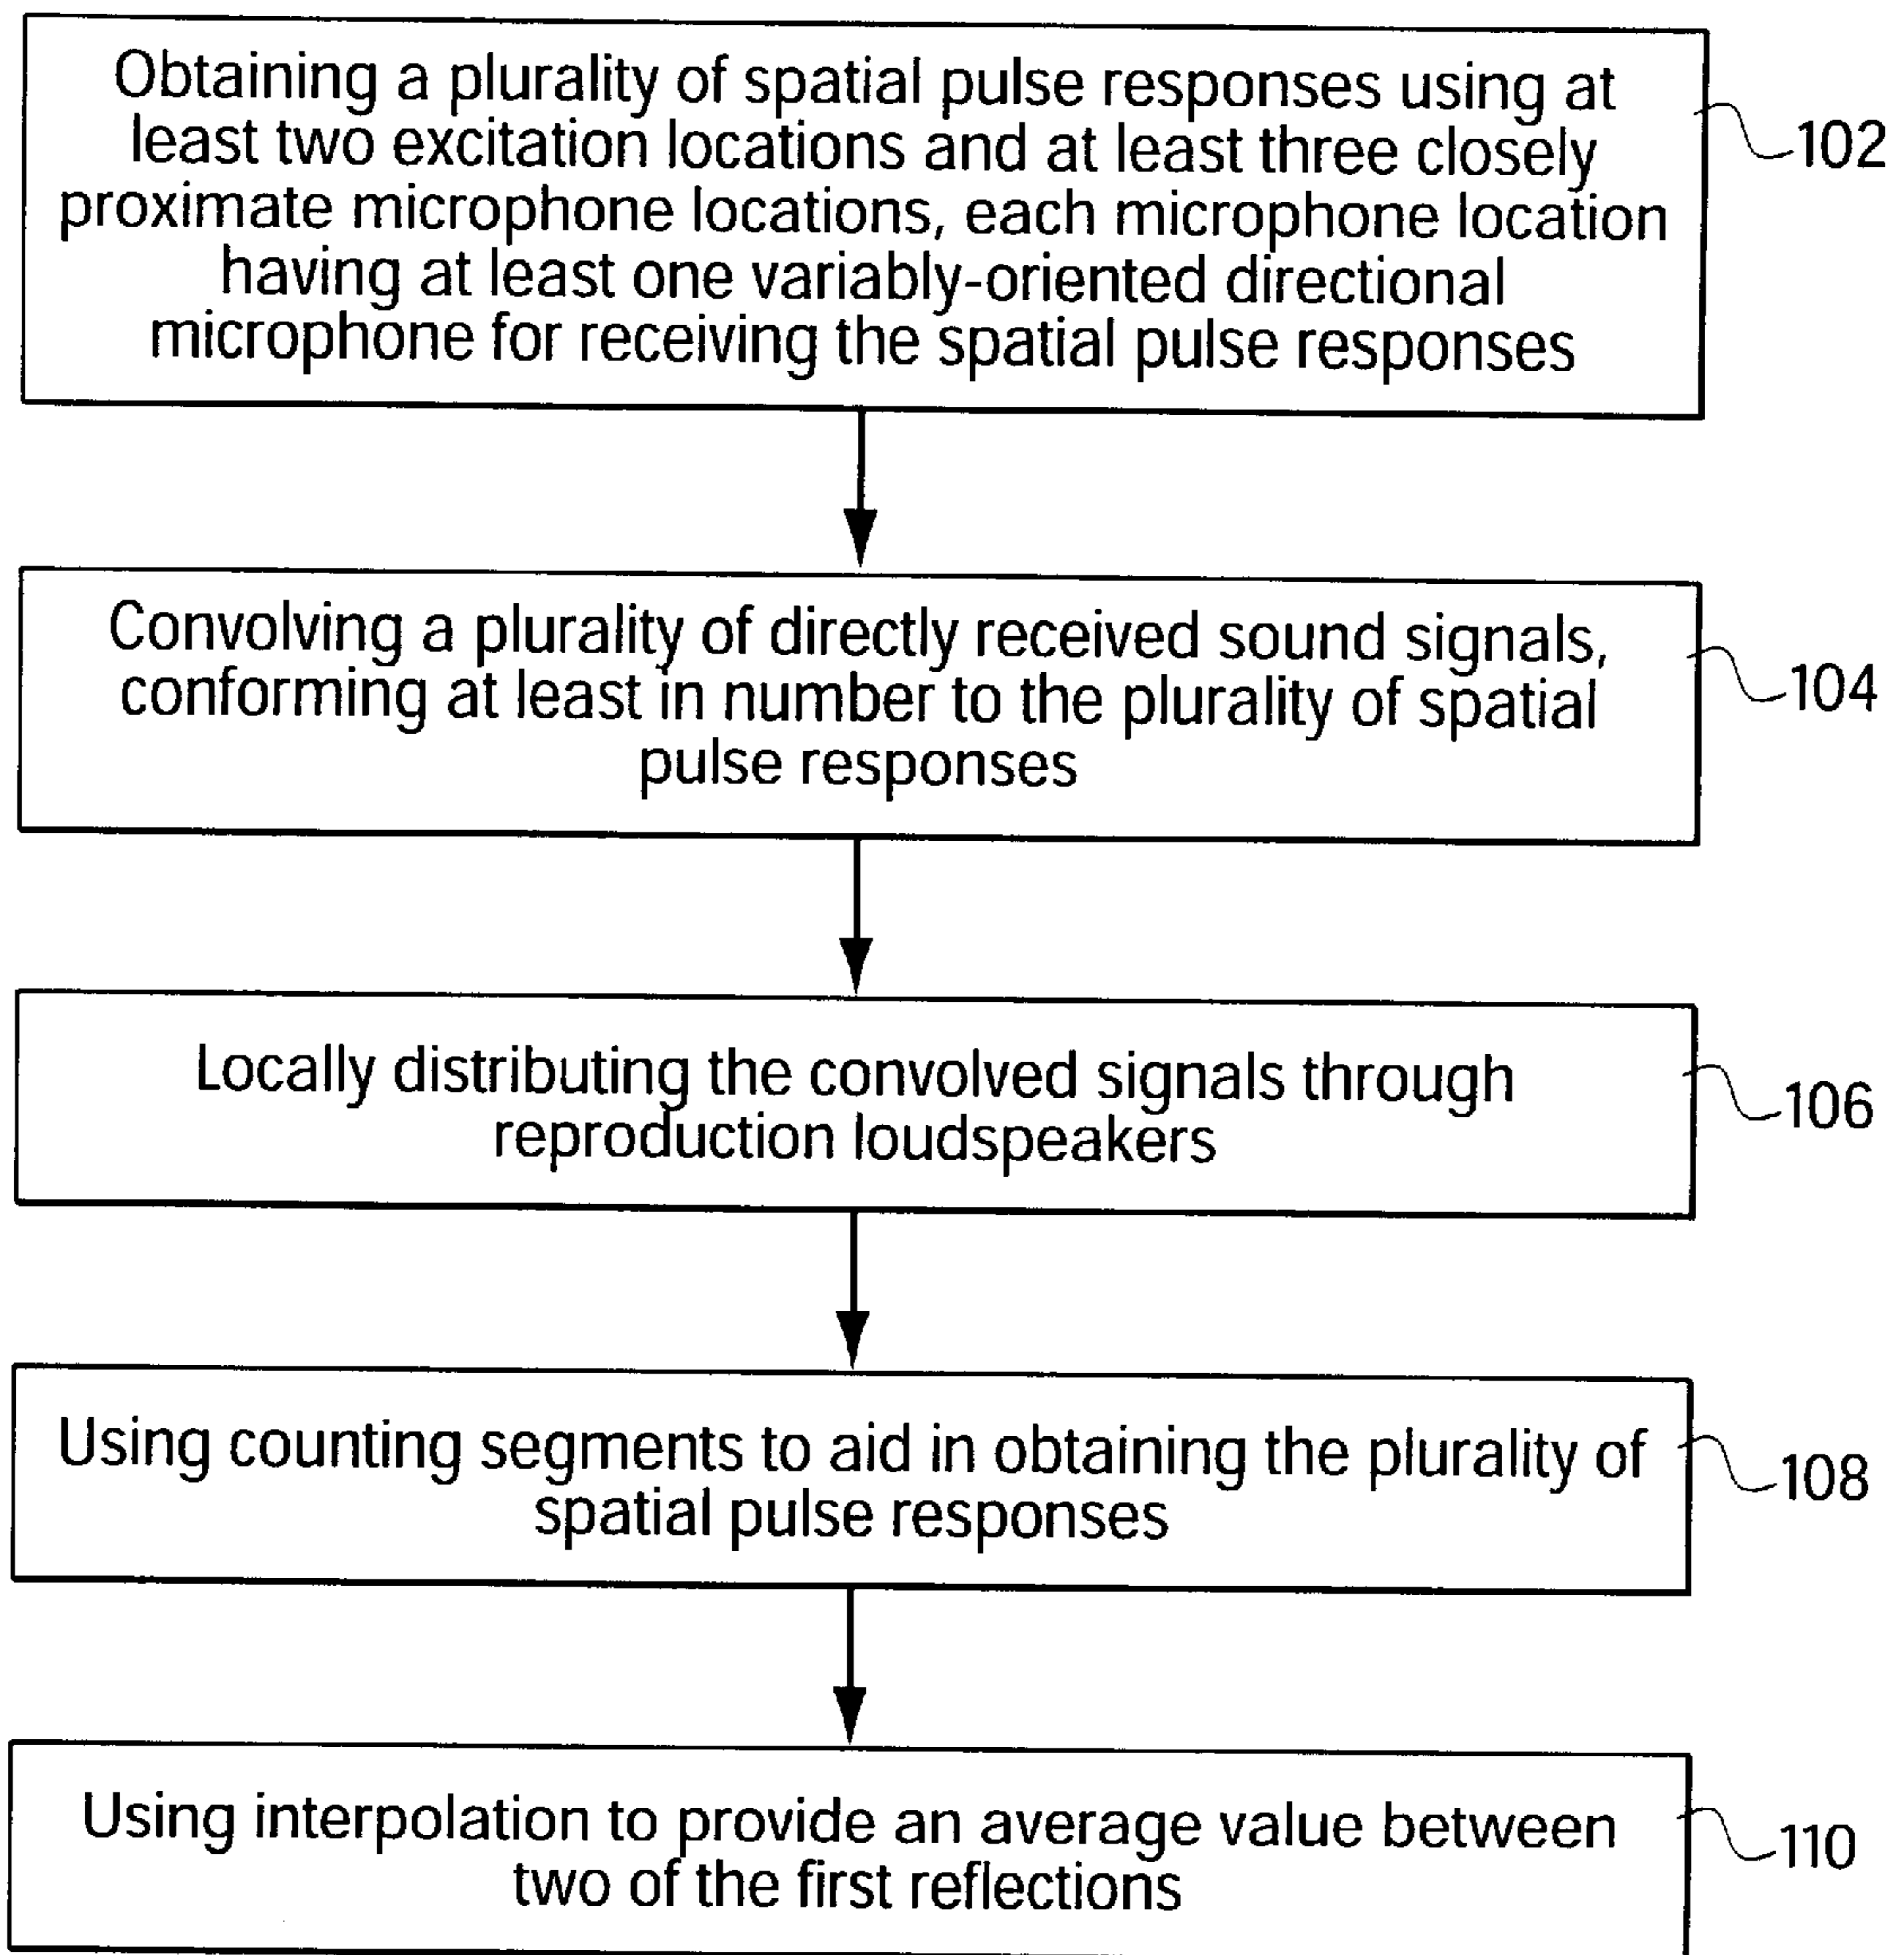 Obtaining a plurality of spatial pulse responses using at
least two excitation locations and at least three closely
proximate microphone locations, each microphone location
having at least one variably-oriented directional
microphone for receiving the spatial pulse responses
102
Convolving a plurality of directly received sound signals,
conforming at least in number to the plurality of spatial
pulse responses
104
Locally distributing the convolved signals through
reproduction loudspeakers
106
Using counting segments to aid in obtaining the plurality of
spatial pulse responses
108
Using interpolation to provide an average value between
two of the first reflections
110